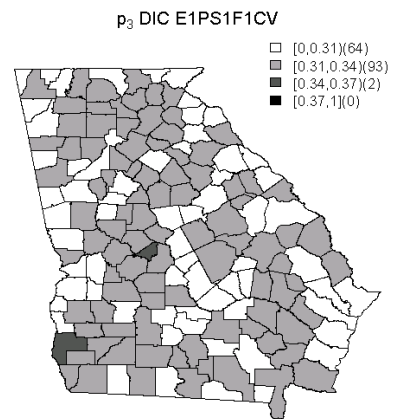 p₃ DIC E1PS1F1CV
[0,0.31)(64)
[0.31,0.34)(93)
[0.34,0.37)(2)
[0.37,1](0)